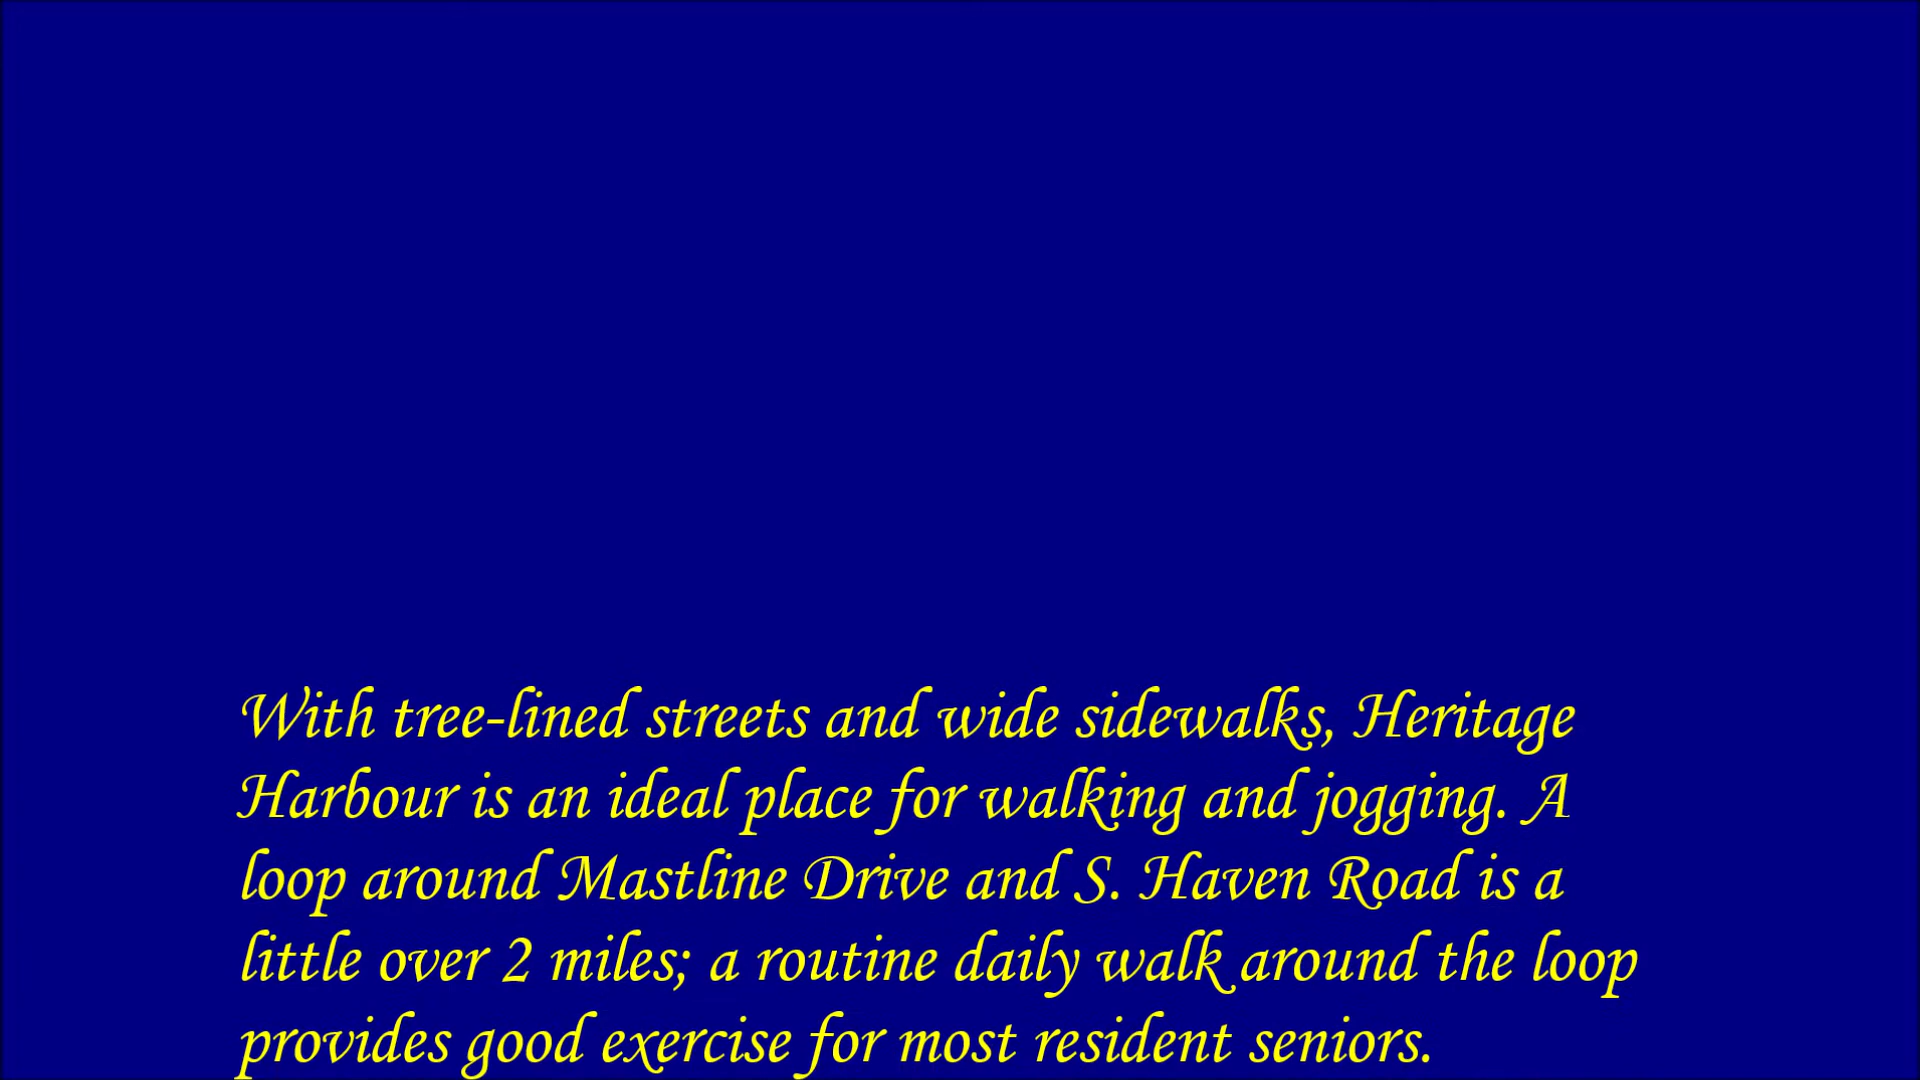 With tree-lined streets and wide sidewalks, Heritage
Harbour is an ideal place for walking and jogging. A
loop around Mastline Drive and S. Haven Road is a
little over 2 miles; a routine daily walk around the loop
provides good exercise for most resident seniors.